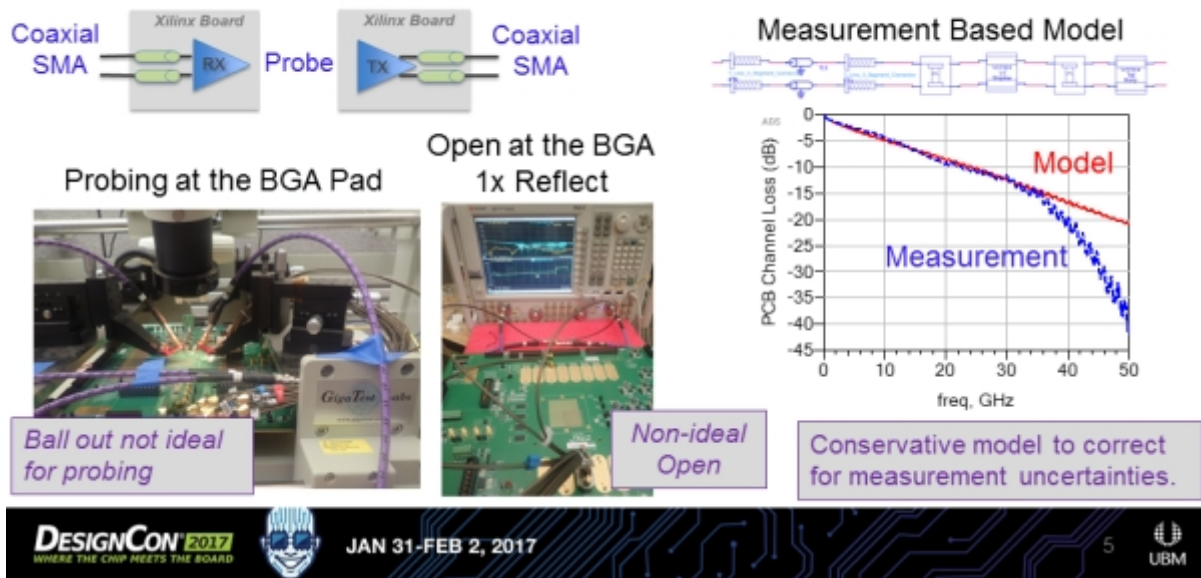 Xilinx Board
Xilinx Board
Coaxial
SMA
RX
Probe
TX
Coaxial
SMA
Measurement Based Model
Probing at the BGA Pad
Open at the BGA
1x Reflect
GigaTest Labs
Ball out not ideal
for probing
Non-ideal
Open
PCB Channel Loss (dB)
0
-5
-10
-15
-20
-25
-30
-35
-40
-45
Model
Measurement
0
10
20
30
40
50
freq, GHz
Conservative model to correct
for measurement uncertainties.
DESIGNCON 2017
WHERE THE CHIP MEETS THE BOARD
JAN 31-FEB 2, 2017
5
UBM